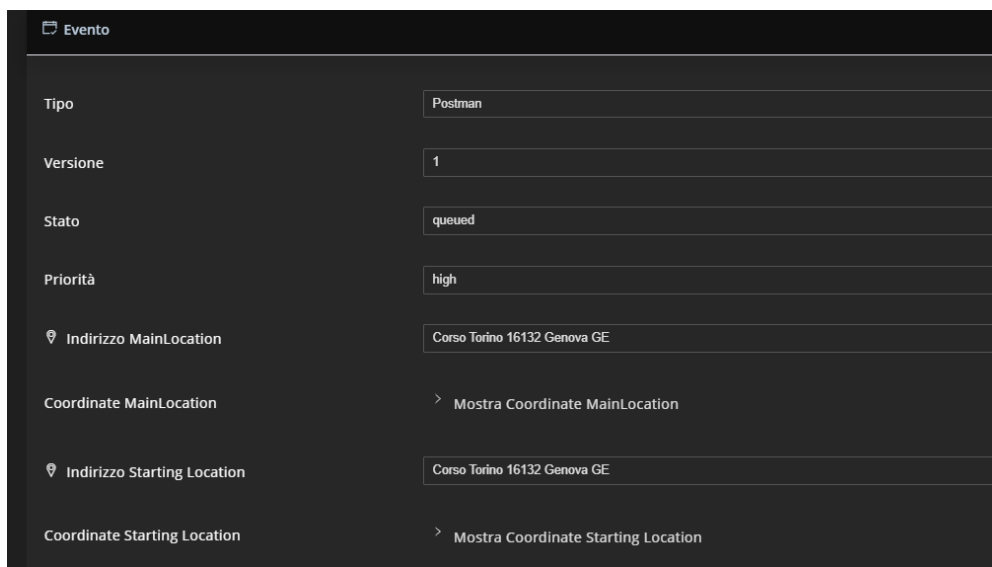 Evento
Tipo Postman
Versione 1
Stato queued
Priorità high
Indirizzo MainLocation Corso Torino 16132 Genova GE
Coordinate MainLocation Mostra Coordinate MainLocation
Indirizzo Starting Location Corso Torino 16132 Genova GE
Coordinate Starting Location Mostra Coordinate Starting Location